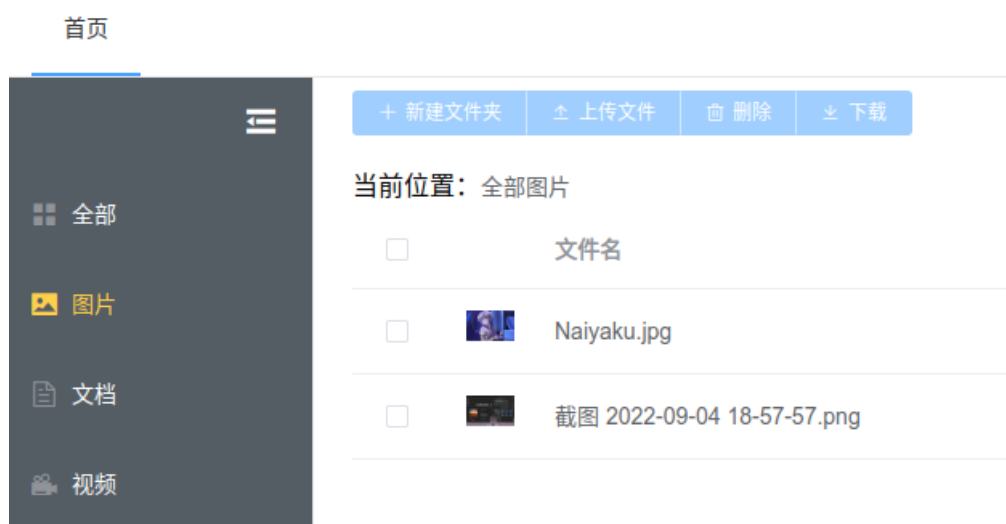 首页
新建文件夹 上传文件 删除 下载
当前位置：全部图片
全部
文件名
图片
Naiyaku.jpg
文档
截图 2022-09-04 18-57-57.png
视频